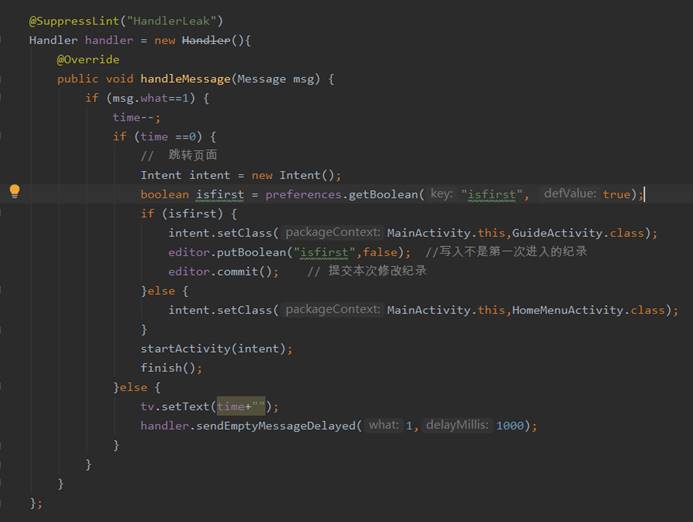 @SuppressLint("HandlerLeak")
Handler handler = new Handler(){
@Override
public void handleMessage(Message msg) {
if (msg.what==1) {
time--;
if (time ==0) {
// 跳转页面
Intent intent = new Intent();
boolean isfirst = preferences.getBoolean( key: "isfirst", defValue: true);
if (isfirst) {
intent.setClass( packageContext: MainActivity.this,GuideActivity.class);
editor.putBoolean("isfirst",false); //写入不是第一次进入的纪录
editor.commit(); // 提交本次修改纪录
}else {
intent.setClass( packageContext: MainActivity.this,HomeMenuActivity.class);
}
startActivity(intent);
finish();
}else {
tv.setText(time+"");
handler.sendEmptyMessageDelayed( what: 1, delayMillis: 1000);
}
}
}
};